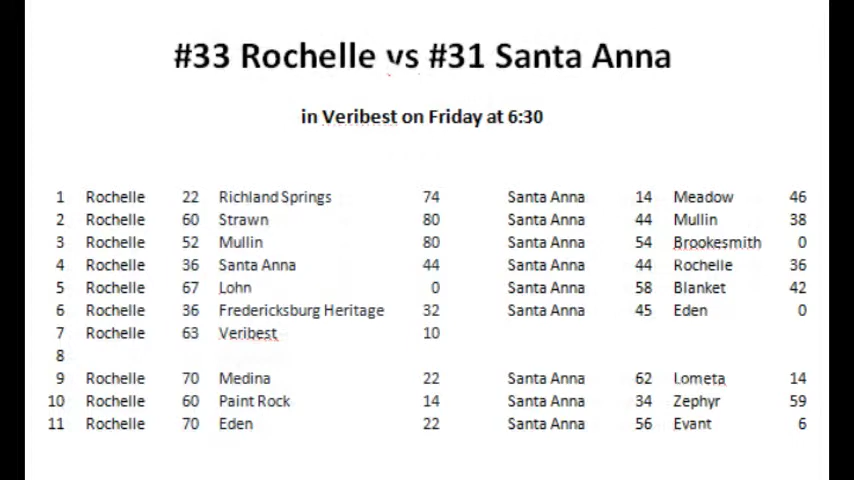 #33 Rochelle vs #31 Santa Anna
in Veribest on Friday at 6:30
1 Rochelle 22 Richland Springs 74 Santa Anna 14 Meadow 46
2 Rochelle 60 Strawn 80 Santa Anna 44 Mullin 38
3 Rochelle 52 Mullin 80 Santa Anna 54 Brookesmith 0
4 Rochelle 36 Santa Anna 44 Santa Anna 44 Rochelle 36
5 Rochelle 67 Lohn 0 Santa Anna 58 Blanket 42
6 Rochelle 36 Fredericksburg Heritage 32 Santa Anna 45 Eden 0
7 Rochelle 63 Veribest 10
8
9 Rochelle 70 Medina 22 Santa Anna 62 Lometa 14
10 Rochelle 60 Paint Rock 14 Santa Anna 34 Zephyr 59
11 Rochelle 70 Eden 22 Santa Anna 56 Evant 6